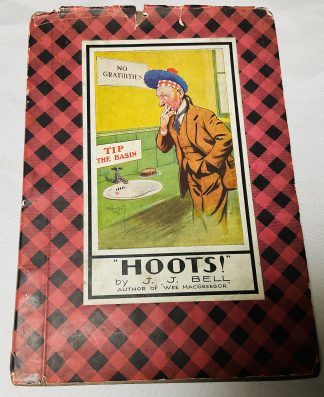 NO
GRATUITIES
TIP
THE BASIN
"HOOTS!"
by J. J. BELL
AUTHOR OF WEE MACGREEGOR